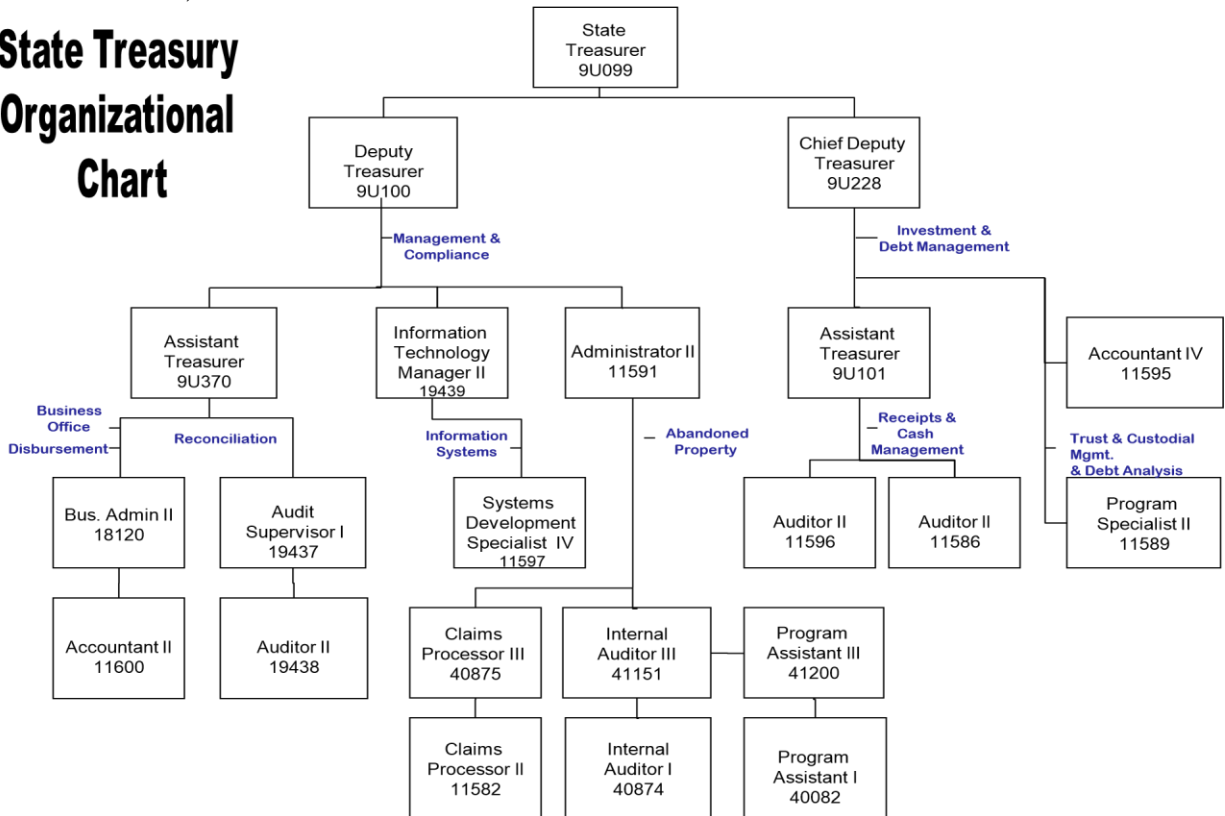 State Treasury
Organizational
Chart
State
Treasurer
9U099
Deputy
Treasurer
9U100
Chief Deputy
Treasurer
9U228
Management &
Compliance
Investment &
Debt Management
Assistant
Treasurer
9U370
Information
Technology
Manager II
19439
Administrator II
11591
Assistant
Treasurer
9U101
Accountant IV
11595
Business
Office
Disbursement
Reconciliation
Information
Systems
Abandoned
Property
Receipts &
Cash
Management
Trust & Custodial
Mgmt.
& Debt Analysis
Bus. Admin II
18120
Audit
Supervisor I
19437
Systems
Development
Specialist IV
11597
Auditor II
11596
Auditor II
11586
Program
Specialist II
11589
Accountant II
11600
Auditor II
19438
Claims
Processor III
40875
Internal
Auditor III
41151
Program
Assistant III
41200
Claims
Processor II
11582
Internal
Auditor I
40874
Program
Assistant I
40082